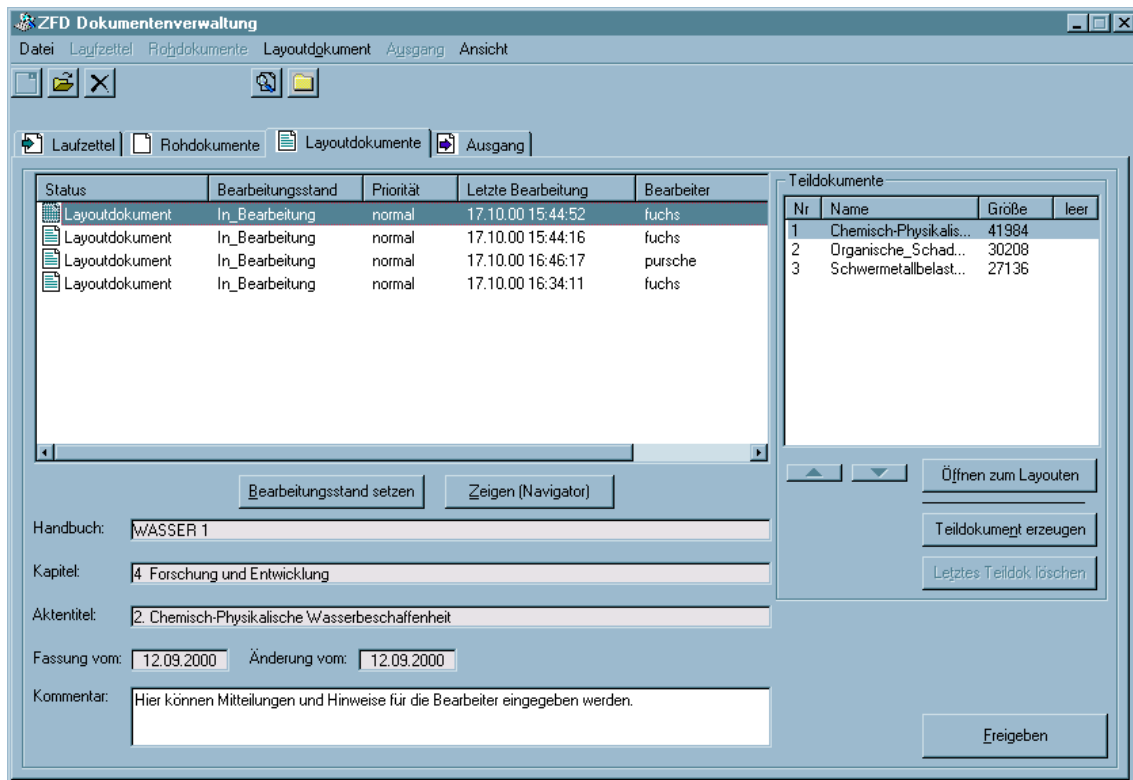 ZFD Dokumentenverwaltung
Datei Laufzettel Rohdokumente Layoutdokument Ausgang Ansicht
Laufzettel Rohdokumente Layoutdokumente Ausgang
Status Bearbeitungsstand Priorität Letzte Bearbeitung Bearbeiter
Layoutdokument In_Bearbeitung normal 17.10.00 15:44:52 fuchs
Layoutdokument In_Bearbeitung normal 17.10.00 15:44:16 fuchs
Layoutdokument In_Bearbeitung normal 17.10.00 16:46:17 pursche
Layoutdokument In_Bearbeitung normal 17.10.00 16:34:11 fuchs
Teildokumente
Nr Name Größe leer
1 Chemisch-Physikalis... 41984
2 Organische_Schad... 30208
3 Schwermetallbelast... 27136
Bearbeitungsstand setzen Zeigen (Navigator)
Öffnen zum Layouten
Teildokument erzeugen
Letztes Teildok löschen
Handbuch: WASSER 1
Kapitel: 4 Forschung und Entwicklung
Aktentitel: 2. Chemisch-Physikalische Wasserbeschaffenheit
Fassung vom: 12.09.2000 Änderung vom: 12.09.2000
Kommentar: Hier können Mitteilungen und Hinweise für die Bearbeiter eingegeben werden.
Freigeben